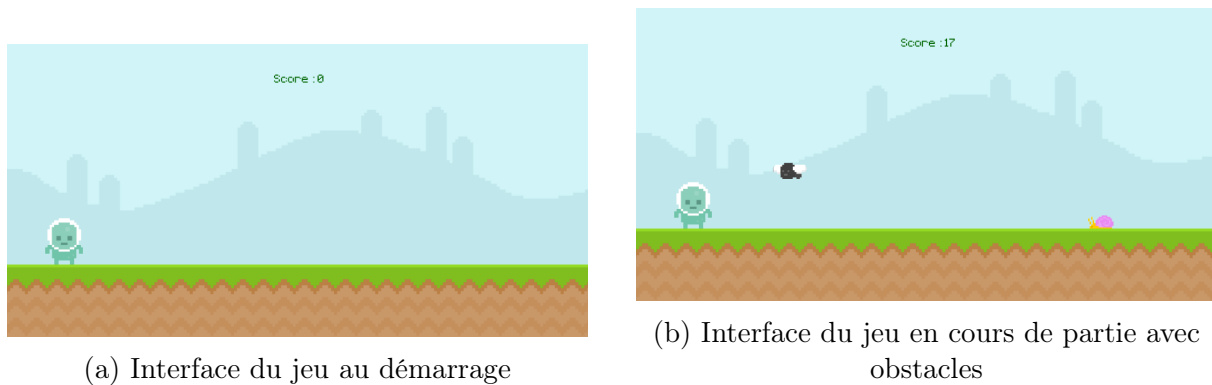 Score :0
(a) Interface du jeu au démarrage
Score :17
(b) Interface du jeu en cours de partie avec
obstacles